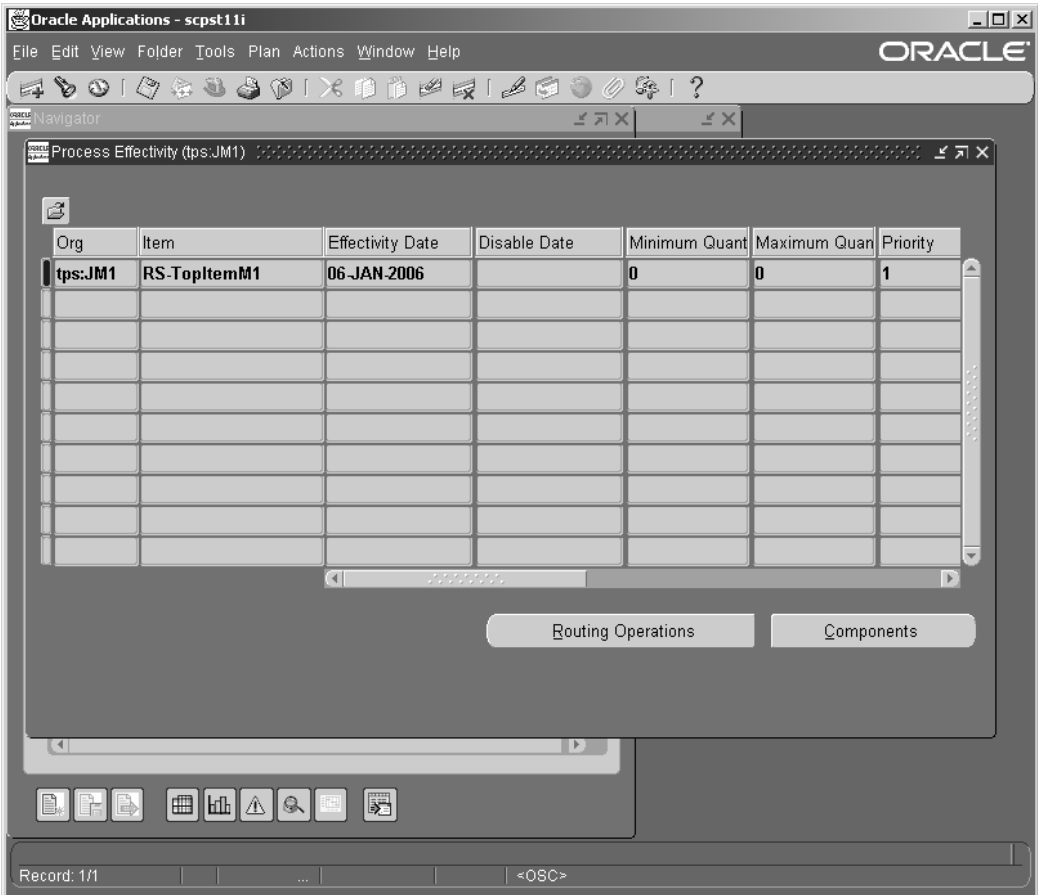 Oracle Applications - scpst11i
File Edit View Folder Tools Plan Actions Window Help
ORACLE
Navigator
Process Effectivity (tps:JM1)
Org Item Effectivity Date Disable Date Minimum Quant Maximum Quan Priority
tps:JM1 RS-TopItemM1 06-JAN-2006 0 0 1
Routing Operations Components
Record: 1/1 ... <OSC>